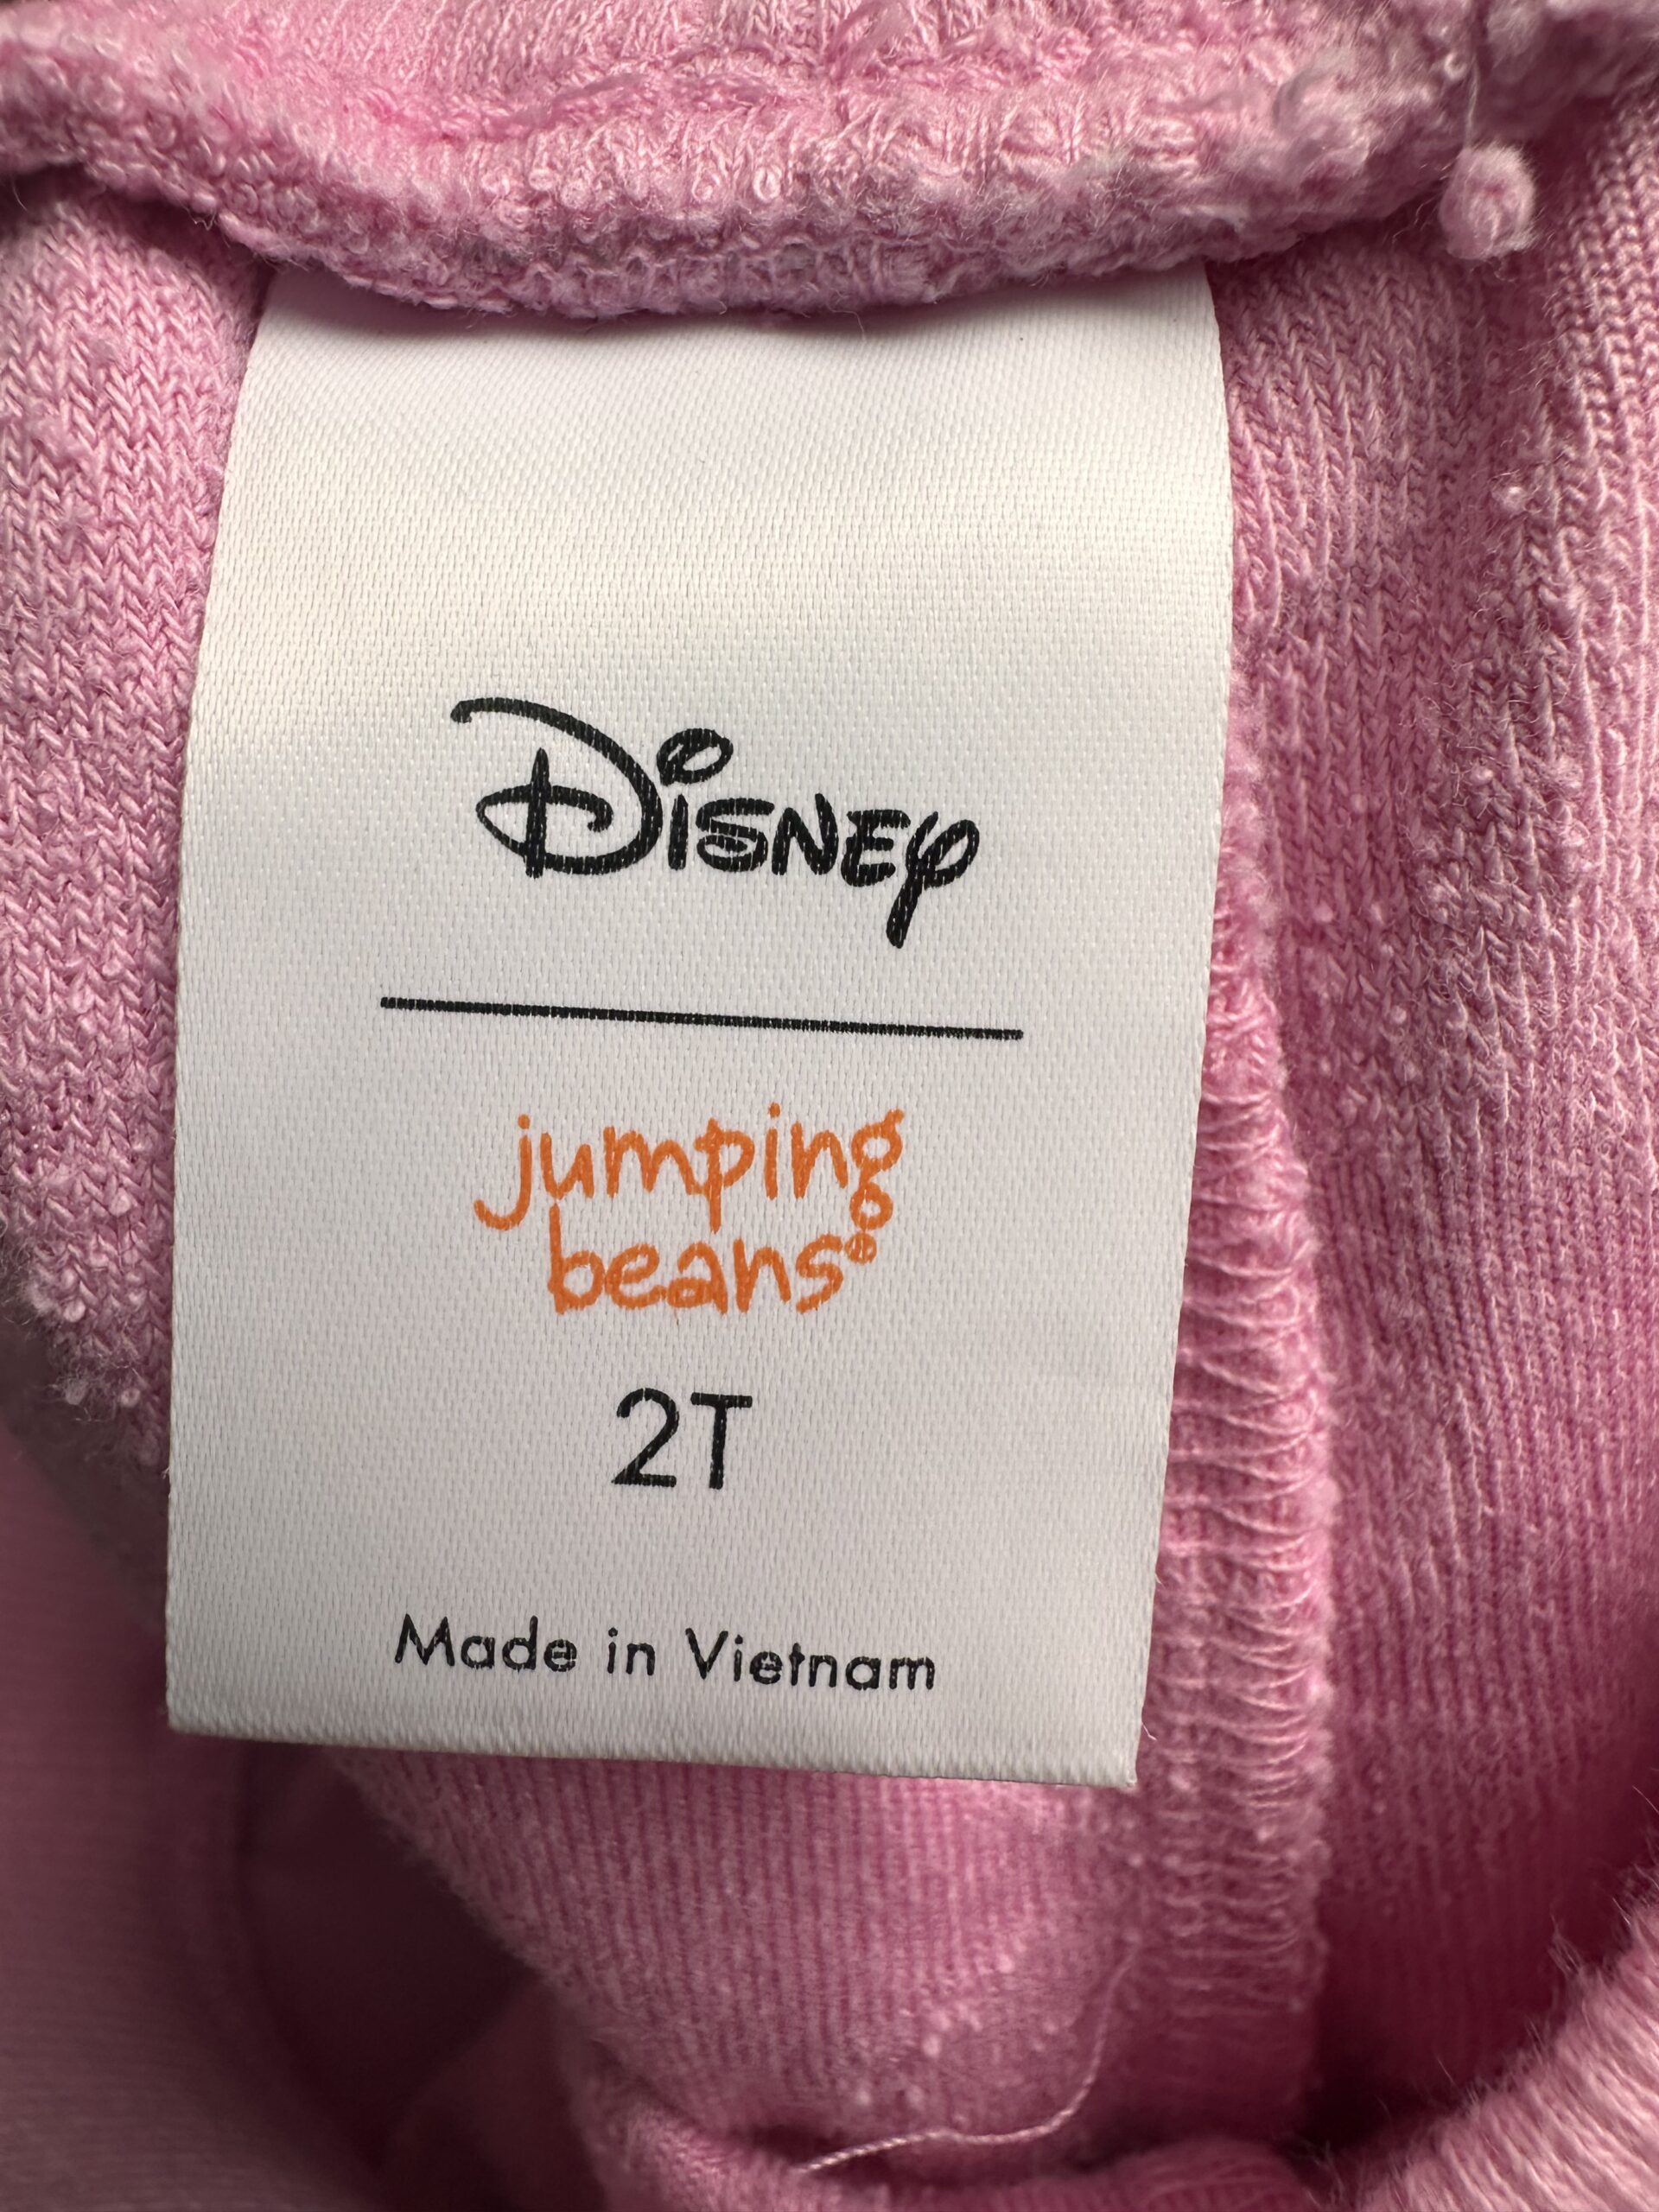 Disney
jumping
beans®
2T
Made in Vietnam